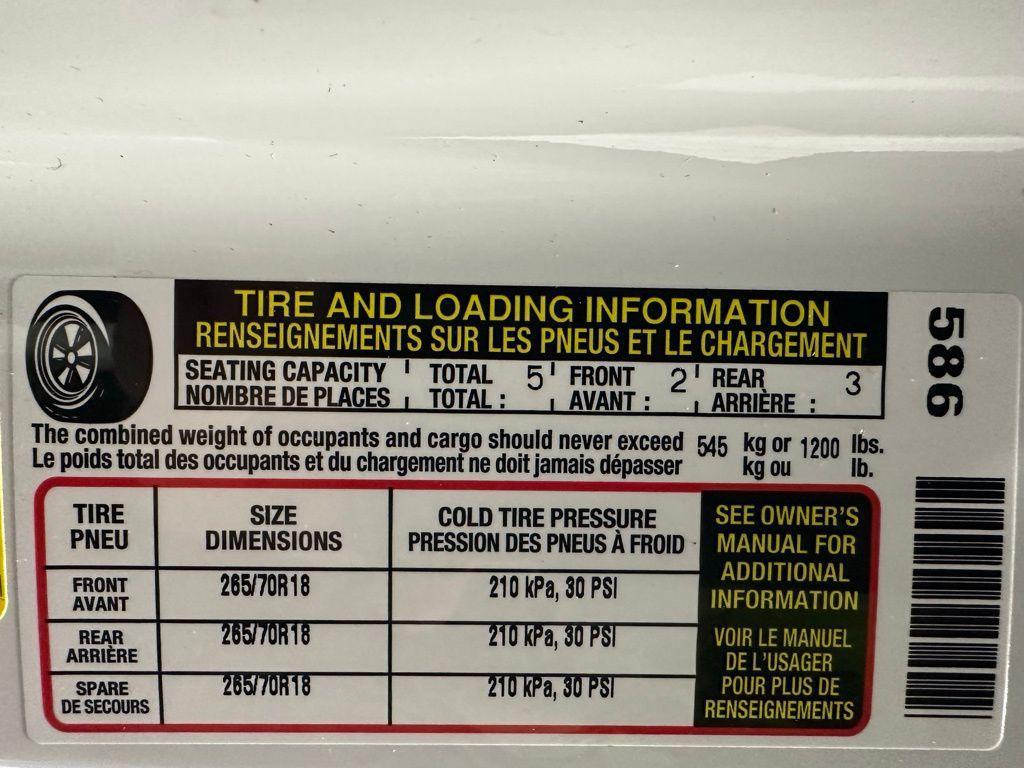 TIRE AND LOADING INFORMATION
RENSEIGNEMENTS SUR LES PNEUS ET LE CHARGEMENT
SEATING CAPACITY TOTAL 5 FRONT 2 REAR 3
NOMBRE DE PLACES TOTAL : AVANT : ARRIÈRE :
The combined weight of occupants and cargo should never exceed 545 kg or 1200 lbs.
Le poids total des occupants et du chargement ne doit jamais dépasser kg ou lb.
TIRE
PNEU
SIZE
DIMENSIONS
COLD TIRE PRESSURE
PRESSION DES PNEUS À FROID
FRONT
AVANT
265/70R18
210 kPa, 30 PSI
REAR
ARRIÈRE
265/70R18
210 kPa, 30 PSI
SPARE
DE SECOURS
265/70R18
210 kPa, 30 PSI
SEE OWNER'S
MANUAL FOR
ADDITIONAL
INFORMATION
VOIR LE MANUEL
DE L'USAGER
POUR PLUS DE
RENSEIGNEMENTS
586